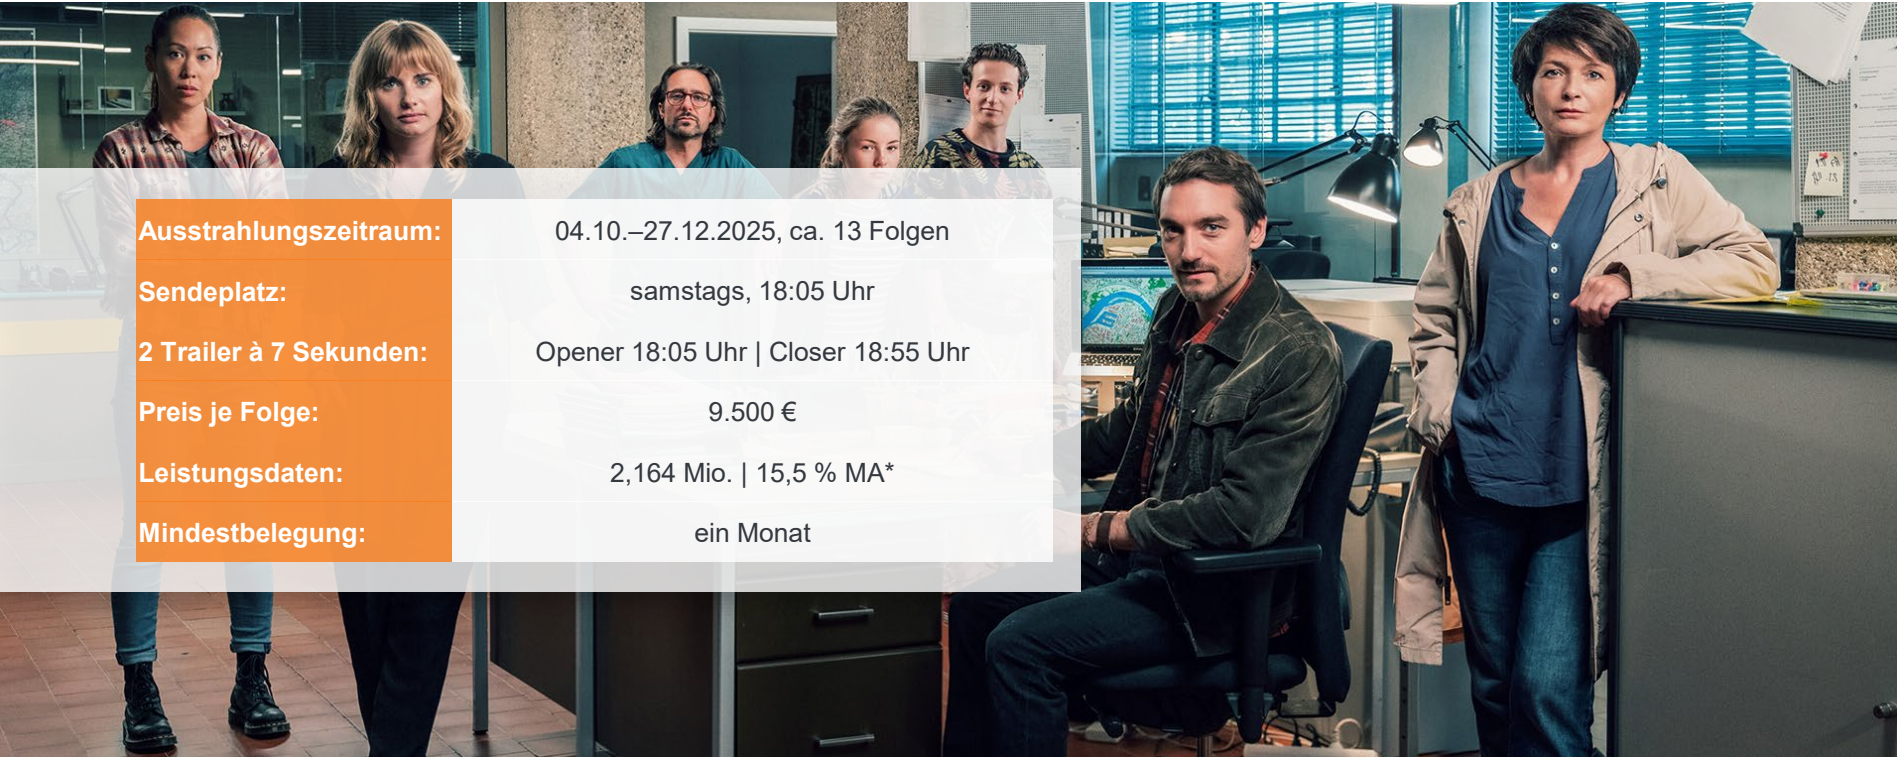 Ausstrahlungszeitraum: 04.10.–27.12.2025, ca. 13 Folgen
Sendeplatz: samstags, 18:05 Uhr
2 Trailer à 7 Sekunden: Opener 18:05 Uhr | Closer 18:55 Uhr
Preis je Folge: 9.500 €
Leistungsdaten: 2,164 Mio. | 15,5 % MA*
Mindestbelegung: ein Monat